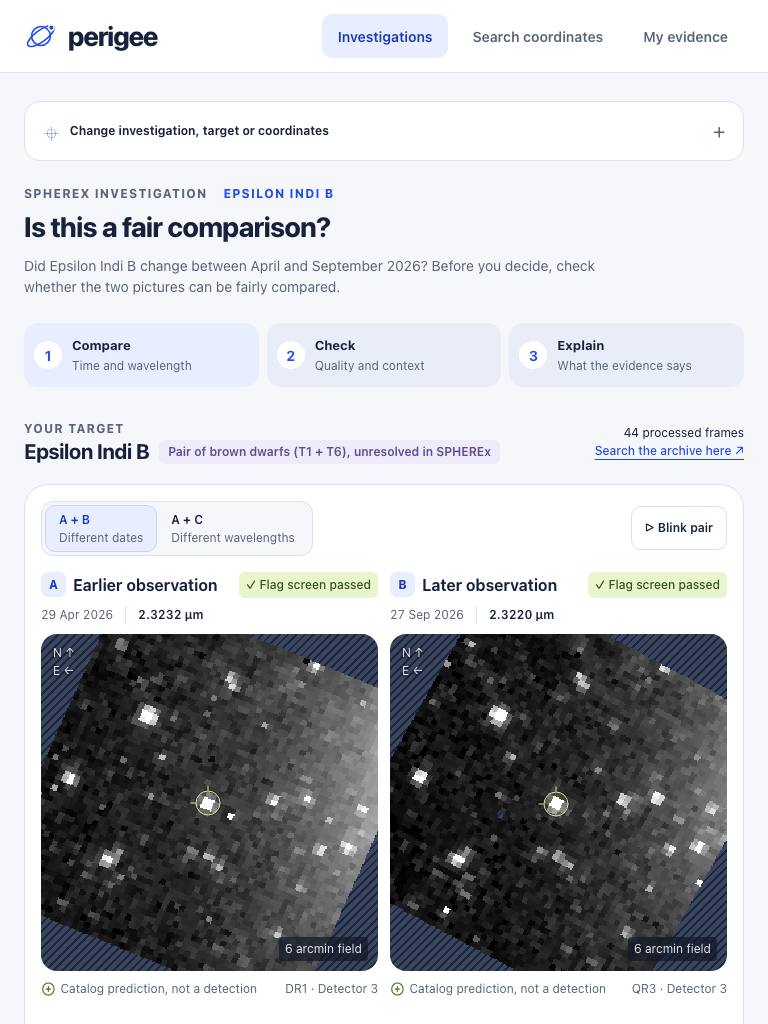 perigee
Investigations
Search coordinates
My evidence
Change investigation, target or coordinates
SPHEREX INVESTIGATION EPSILON INDI B
Is this a fair comparison?
Did Epsilon Indi B change between April and September 2026? Before you decide, check
whether the two pictures can be fairly compared.
1 Compare
Time and wavelength
2 Check
Quality and context
3 Explain
What the evidence says
YOUR TARGET
Epsilon Indi B Pair of brown dwarfs (T1 + T6), unresolved in SPHEREx
44 processed frames
Search the archive here ↗
A + B
Different dates
A + C
Different wavelengths
Blink pair
A Earlier observation ✓ Flag screen passed
29 Apr 2026 2.3232 µm
N ↑
E ←
6 arcmin field
Catalog prediction, not a detection DR1 · Detector 3
B Later observation ✓ Flag screen passed
27 Sep 2026 2.3220 µm
N ↑
E ←
6 arcmin field
Catalog prediction, not a detection QR3 · Detector 3